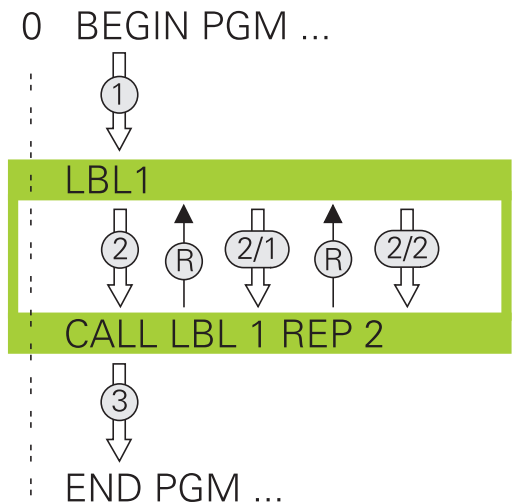 0 BEGIN PGM ...
1
LBL1
2 R 2/1 R 2/2
CALL LBL 1 REP 2
3
END PGM ...